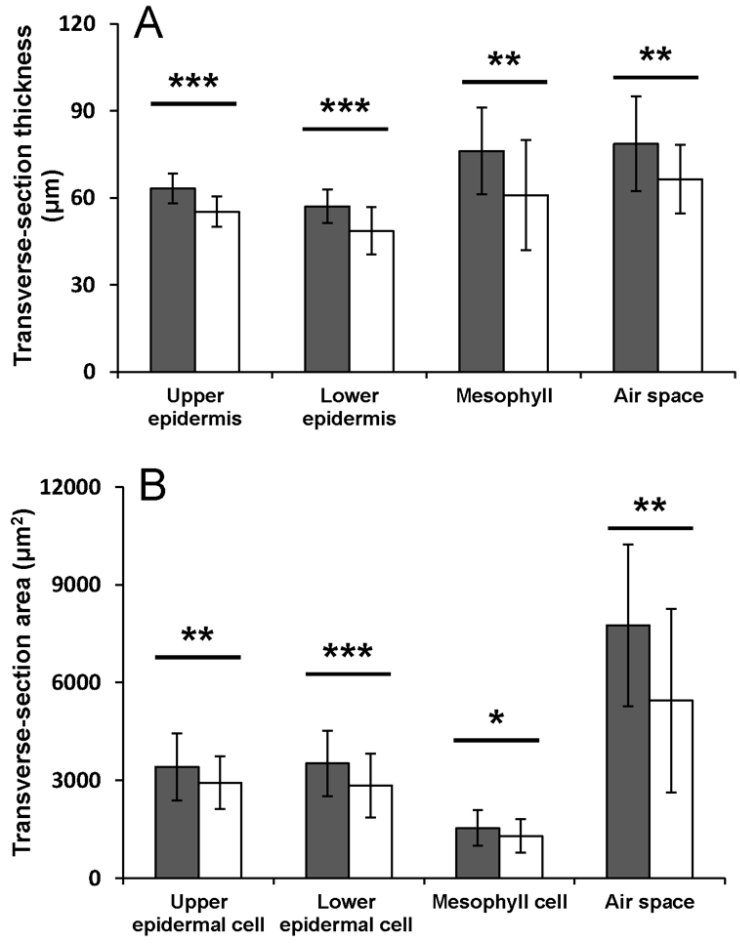 A
Transverse-section thickness
(µm)
120
90
60
30
0
***
***
**
**
Upper
epidermis
Lower
epidermis
Mesophyll
Air space
B
Transverse-section area (µm²)
12000
9000
6000
3000
0
**
***
*
**
Upper
epidermal cell
Lower
epidermal cell
Mesophyll cell
Air space